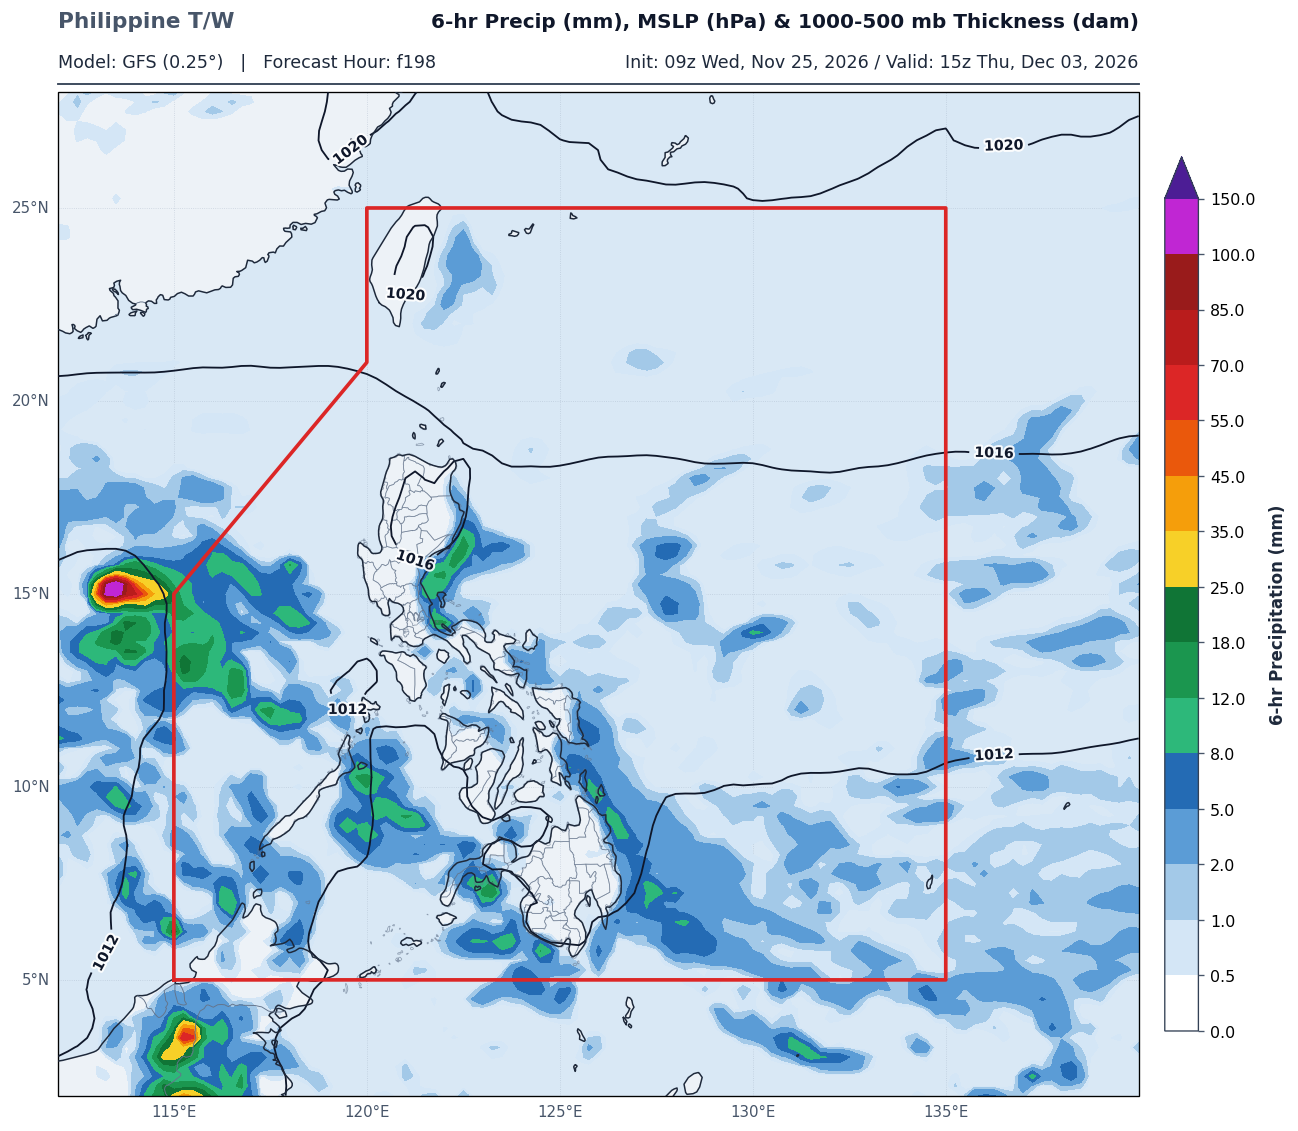 Philippine T/W
6-hr Precip (mm), MSLP (hPa) & 1000-500 mb Thickness (dam)
Model: GFS (0.25°) | Forecast Hour: f198
Init: 09z Wed, Nov 25, 2026 / Valid: 15z Thu, Dec 03, 2026
1020
1020
1020
1016
1016
1012
1012
1012
25°N
20°N
15°N
10°N
5°N
115°E
120°E
125°E
130°E
135°E
150.0
100.0
85.0
70.0
55.0
45.0
35.0
25.0
18.0
12.0
8.0
5.0
2.0
1.0
0.5
0.0
6-hr Precipitation (mm)